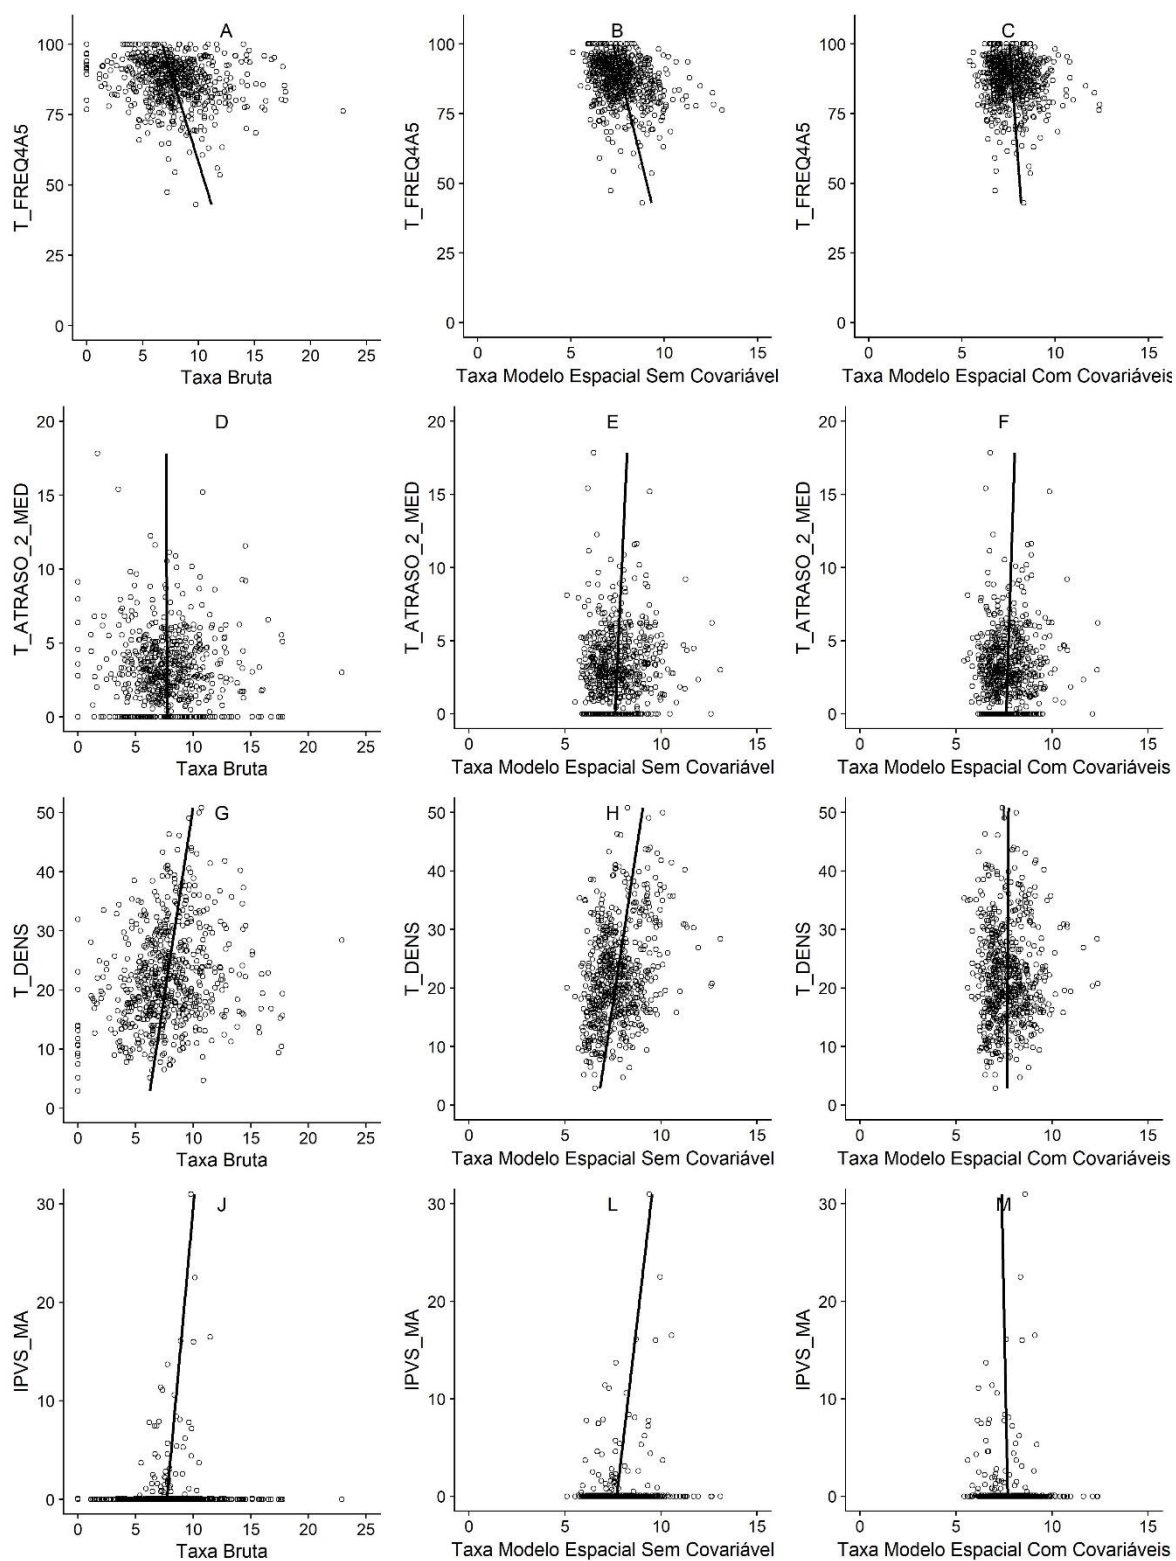 A B C
T_FREQ4A5 T_FREQ4A5 T_FREQ4A5
100 100 100
75 75 75
50 50 50
25 25 25
0 0 0
0 5 10 15 20 25 0 5 10 15 0 5 10 15
Taxa Bruta Taxa Modelo Espacial Sem Covariável Taxa Modelo Espacial Com Covariáveis
D E F
T_ATRASO_2_MED T_ATRASO_2_MED T_ATRASO_2_MED
20 20 20
15 15 15
10 10 10
5 5 5
0 0 0
0 5 10 15 20 25 0 5 10 15 0 5 10 15
Taxa Bruta Taxa Modelo Espacial Sem Covariável Taxa Modelo Espacial Com Covariáveis
G H
T_DENS T_DENS T_DENS
50 50 50
40 40 40
30 30 30
20 20 20
10 10 10
0 0 0
0 5 10 15 20 25 0 5 10 15 0 5 10 15
Taxa Bruta Taxa Modelo Espacial Sem Covariável Taxa Modelo Espacial Com Covariáveis
J L M
IPVS_MA IPVS_MA IPVS_MA
30 30 30
20 20 20
10 10 10
0 0 0
0 5 10 15 20 25 0 5 10 15 0 5 10 15
Taxa Bruta Taxa Modelo Espacial Sem Covariável Taxa Modelo Espacial Com Covariáveis